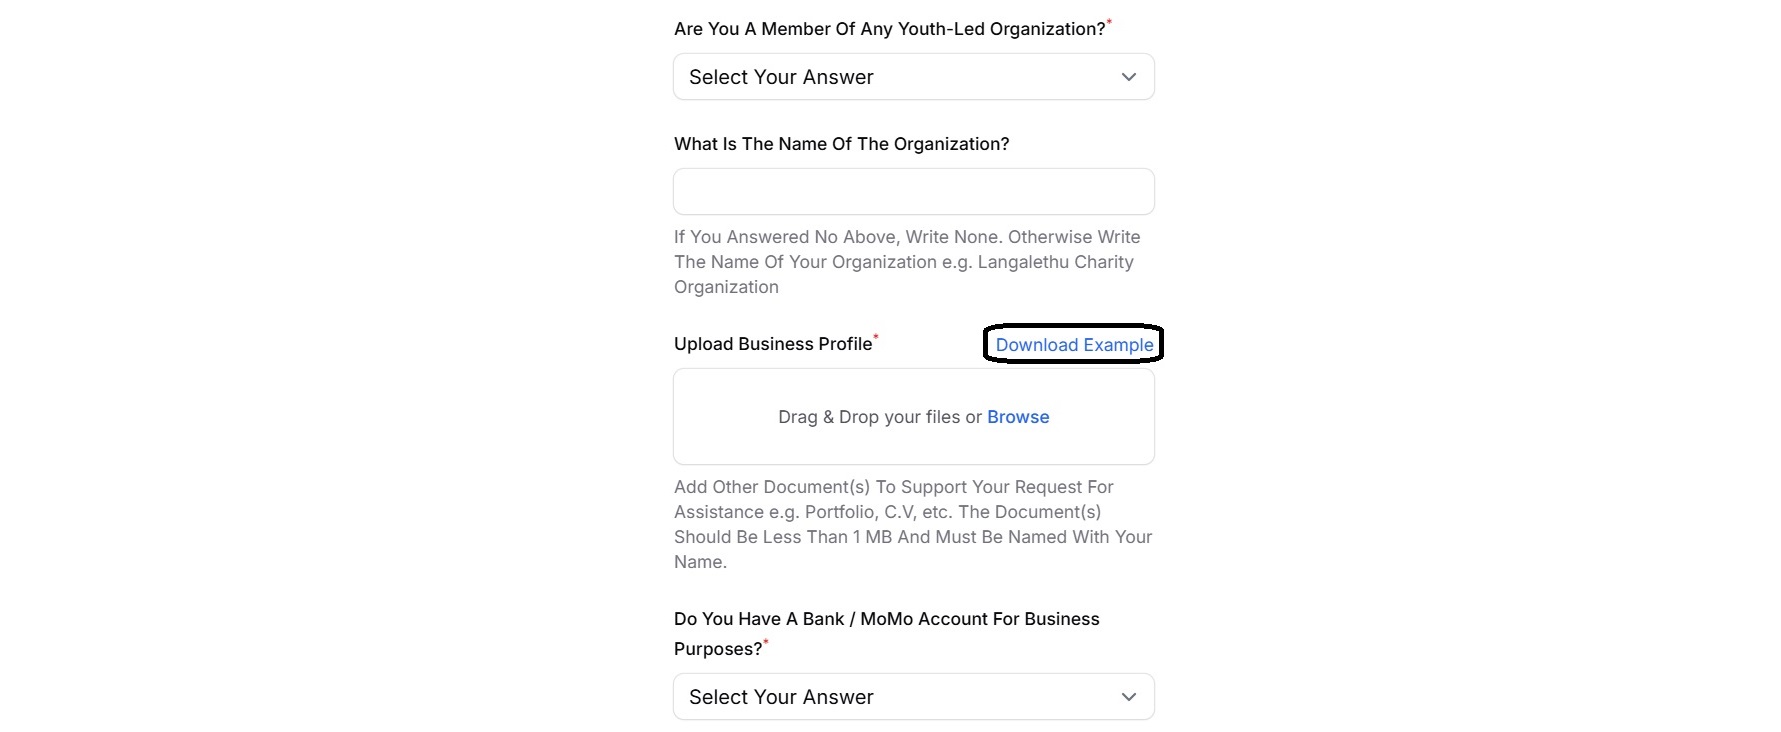 Are You A Member Of Any Youth-Led Organization?*
Select Your Answer
What Is The Name Of The Organization?
If You Answered No Above, Write None. Otherwise Write
The Name Of Your Organization e.g. Langalethu Charity
Organization
Upload Business Profile* Download Example
Drag & Drop your files or Browse
Add Other Document(s) To Support Your Request For
Assistance e.g. Portfolio, C.V, etc. The Document(s)
Should Be Less Than 1 MB And Must Be Named With Your
Name.
Do You Have A Bank / MoMo Account For Business
Purposes?*
Select Your Answer